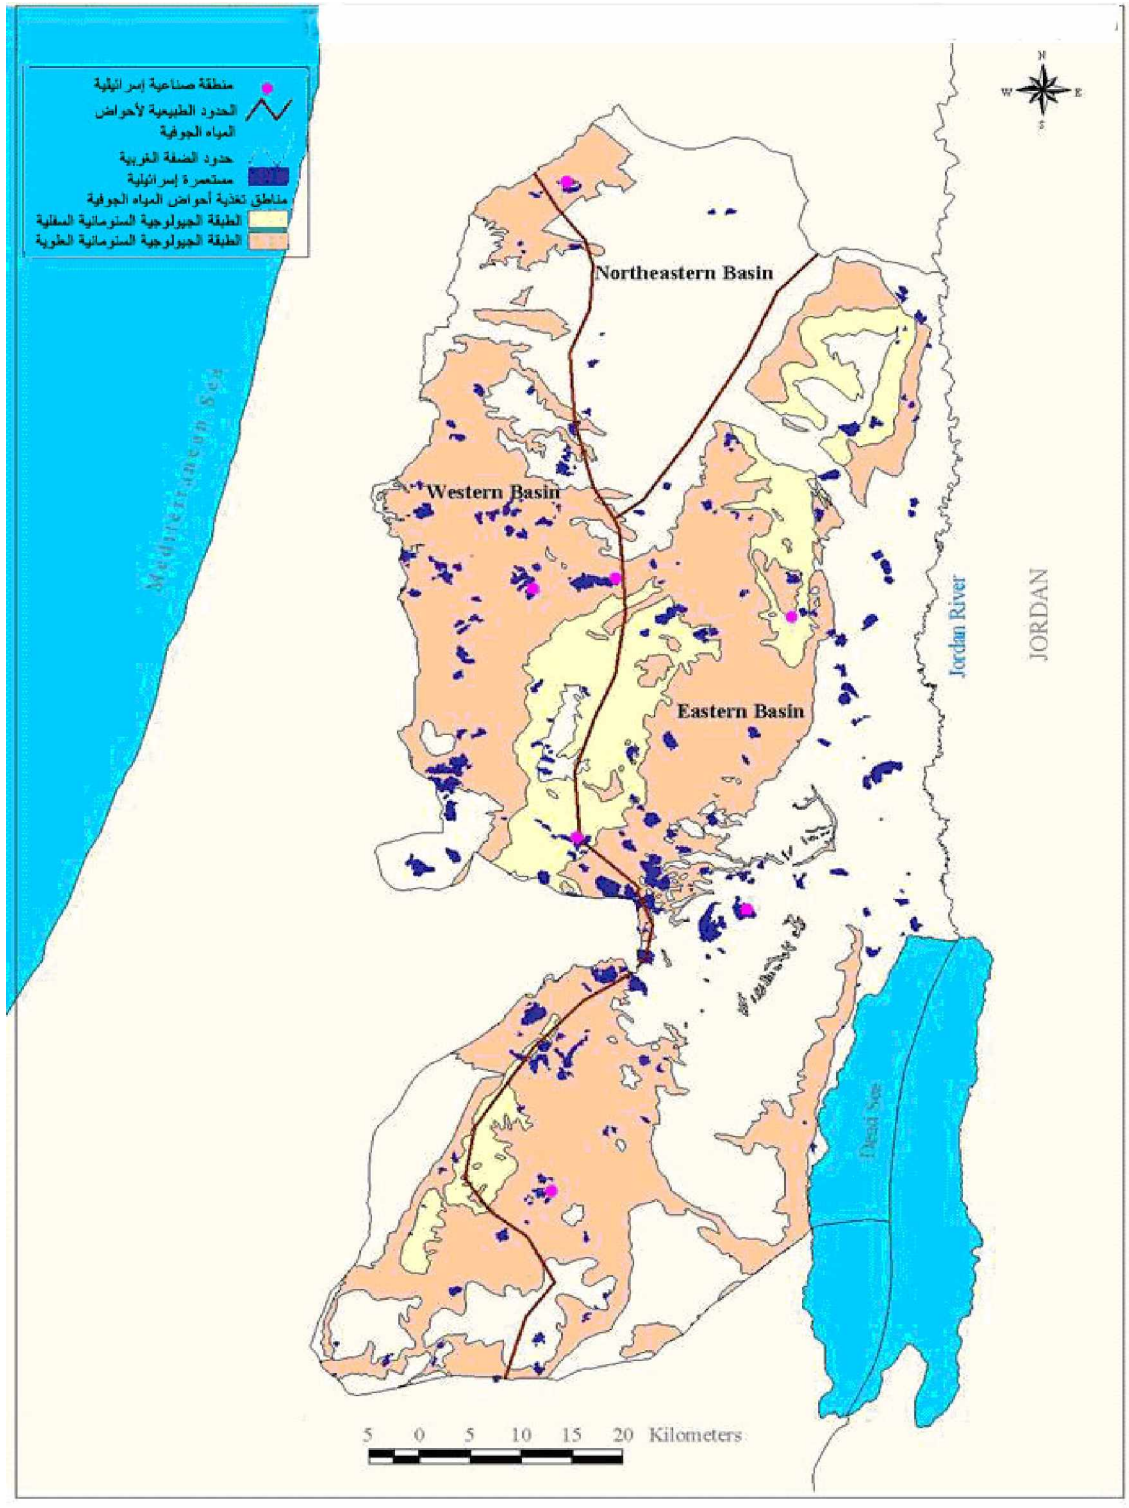 منطقة صناعية إسرائيلية
الحدود الطبيعية لأحواض
المياه الجوفية
حدود الضفة الغربية
مستعمرة إسرائيلية
مناطق تغذية أحواض المياه الجوفية
الطبقة الجيولوجية السنومانية السفلية
الطبقة الجيولوجية السنومانية العلوية
N
W E
S
Northeastern Basin
Western Basin
Eastern Basin
Mediterranean Sea
Jordan River
JORDAN
Dead Sea
5 0 5 10 15 20 Kilometers